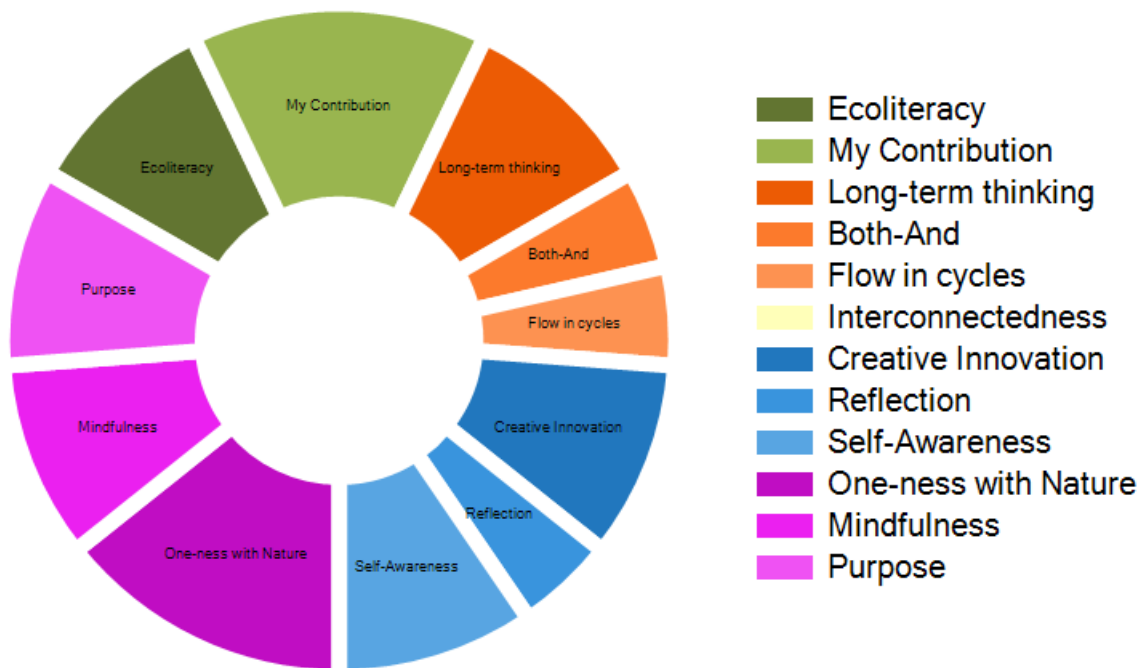 My Contribution
Ecoliteracy
Long-term thinking
Both-And
Purpose
Flow in cycles
Mindfulness
Creative Innovation
Reflection
One-ness with Nature
Self-Awareness
Ecoliteracy
My Contribution
Long-term thinking
Both-And
Flow in cycles
Interconnectedness
Creative Innovation
Reflection
Self-Awareness
One-ness with Nature
Mindfulness
Purpose